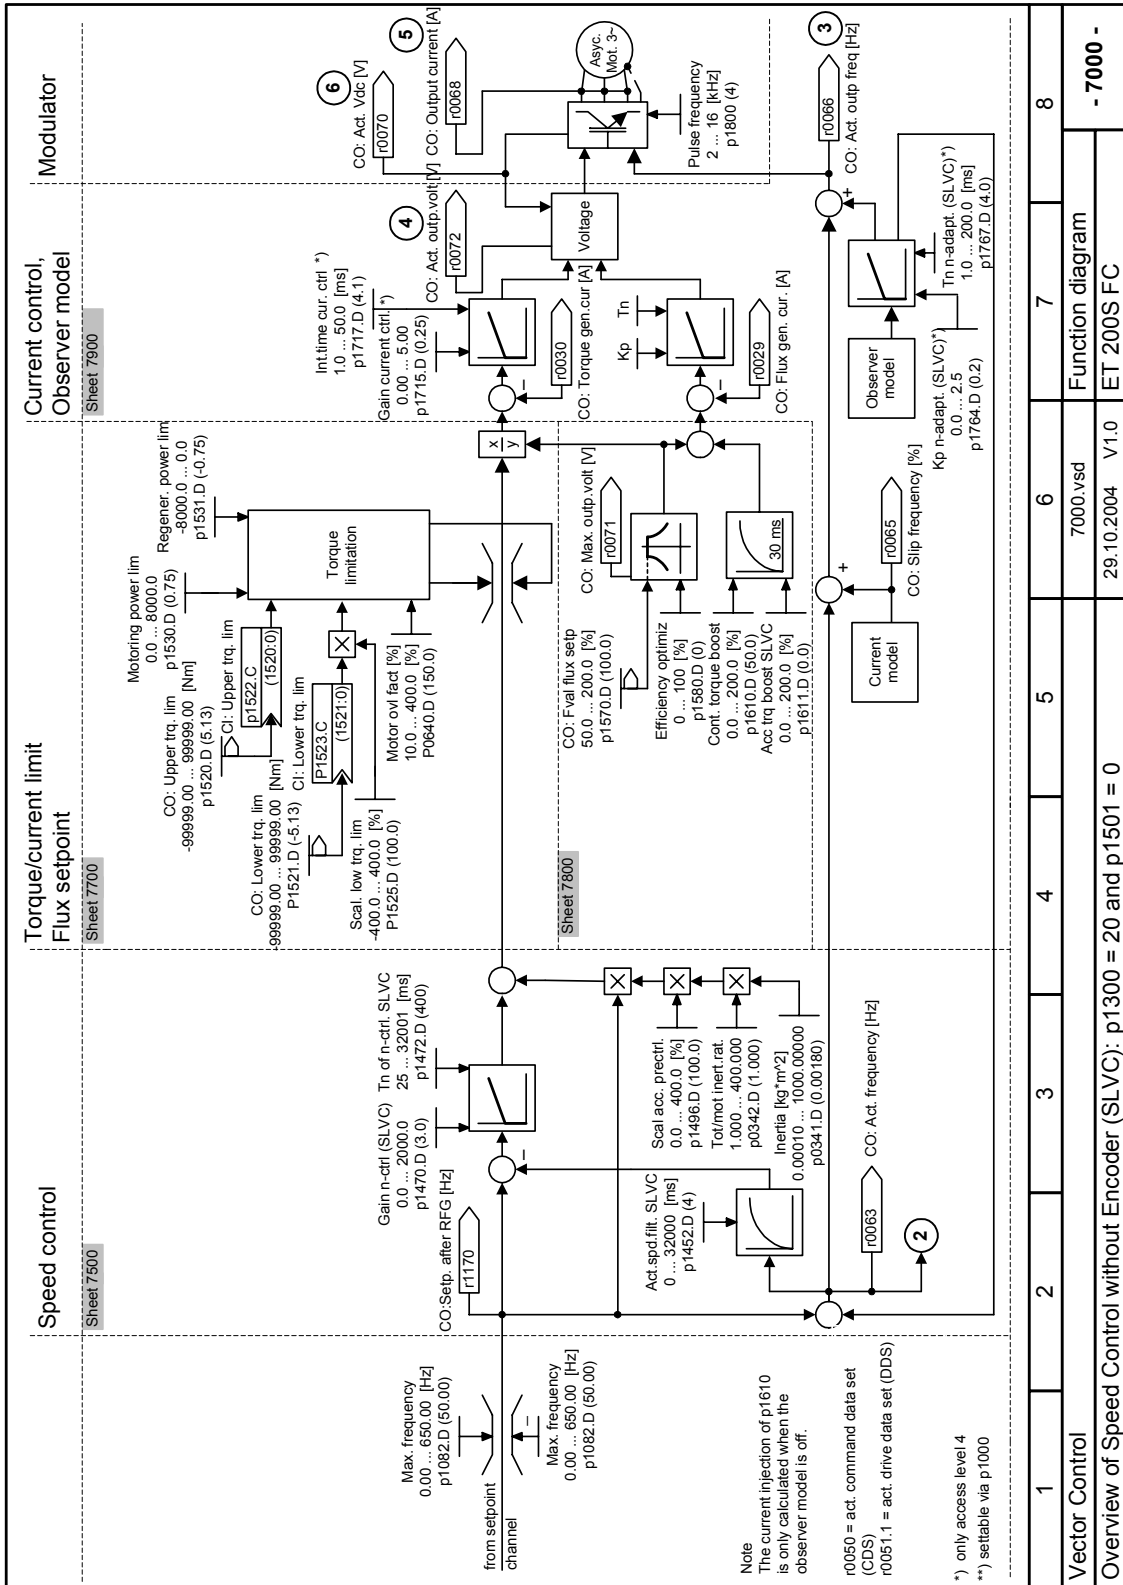 Speed control
Torque/current limit
Flux setpoint
Current control,
Observer model
Modulator
Sheet 7500
Sheet 7700
Sheet 7900
Sheet 7800
from setpoint
channel
Max. frequency
0.00 ... 650.00 [Hz]
p1082.D (50.00)
Max. frequency
0.00 ... 650.00 [Hz]
p1082.D (50.00)
–
CO:Setp. after RFG [Hz]
r1170
Gain n-ctrl (SLVC)
0.0 ... 2000.0
p1470.D (3.0)
Tn of n-ctrl. SLVC
25 ... 32001 [ms]
p1472.D (400)
–
Act.spd.filt. SLVC
0 ... 32000 [ms]
p1452.D (4)
Scal acc. prectrl.
0.0 ... 400.0 [%]
p1496.D (100.0)
Tot/mot inert.rat.
1.000 ... 400.000
p0342.D (1.000)
Inertia [kg*m^2]
0.00010 ... 1000.00000
p0341.D (0.00180)
X
X
X
r0063
CO: Act. frequency [Hz]
2
CO: Upper trq. lim
-99999.00 ... 99999.00 [Nm]
p1520.D (5.13)
CI: Upper trq. lim
p1522.C
(1520:0)
CO: Lower trq. lim
-99999.00 ... 99999.00 [Nm]
P1521.D (-5.13)
CI: Lower trq. lim
P1523.C
(1521:0)
X
Scal. low trq. lim
-400.0 ... 400.0 [%]
P1525.D (100.0)
Motoring power lim
0.0 ... 8000.0
p1530.D (0.75)
Regener. power lim
-8000.0 ... 0.0
p1531.D (-0.75)
Torque
limitation
Motor ovl fact [%]
10.0 ... 400.0 [%]
P0640.D (150.0)
CO: Fval flux setp
50.0 ... 200.0 [%]
p1570.D (100.0)
CO: Max. outp.volt [V]
r0071
Efficiency optimiz
0 ... 100 [%]
p1580.D (0)
Cont. torque boost
0.0 ... 200.0 [%]
p1610.D (50.0)
Acc trq boost SLVC
0.0 ... 200.0 [%]
p1611.D (0.0)
30 ms
x
y
Int.time cur. ctrl *)
1.0 ... 50.0 [ms]
p1717.D (4.1)
Gain current ctrl. *)
0.00 ... 5.00
p1715.D (0.25)
–
r0030
CO: Torque gen.cur [A]
Kp
Tn
–
r0029
CO: Flux gen. cur. [A]
Voltage
4
CO: Act. outp.volt [V]
r0072
6
CO: Act. Vdc [V]
r0070
5
CO: Output current [A]
r0068
Asyc.
Mot. 3~
Pulse frequency
2 ... 16 [kHz]
p1800 (4)
3
r0066
CO: Act. outp freq [Hz]
Current
model
r0065
CO: Slip frequency [%]
+
Observer
model
Kp n-adapt. (SLVC)*)
0.0 ... 2.5
p1764.D (0.2)
Tn n-adapt. (SLVC)*)
1.0 ... 200.0 [ms]
p1767.D (4.0)
+
Note
The current injection of p1610
is only calculated when the
observer model is off.
r0050 = act. command data set
(CDS)
r0051.1 = act. drive data set (DDS)
*) only access level 4
**) settable via p1000
1 2 3 4 5 6 7 8
Vector Control
7000.vsd
Function diagram
- 7000 -
Overview of Speed Control without Encoder (SLVC): p1300 = 20 and p1501 = 0
29.10.2004 V1.0
ET 200S FC